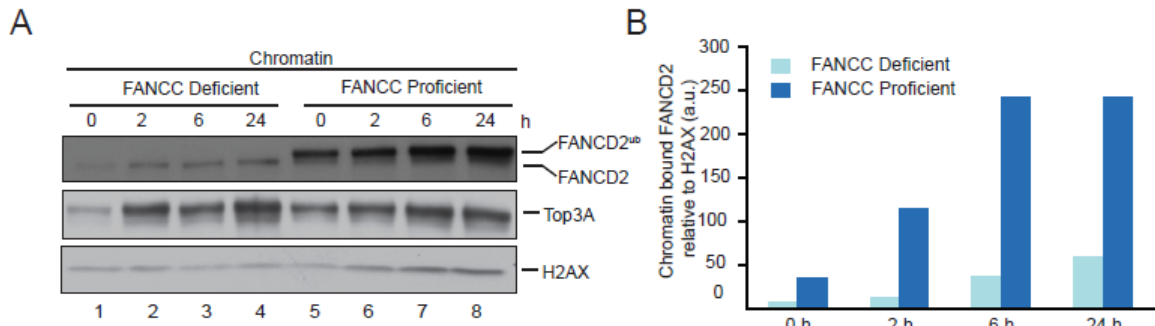 A
Chromatin
FANCC Deficient FANCC Proficient
0 2 6 24 0 2 6 24 h
FANCD2ub
FANCD2
Top3A
H2AX
1 2 3 4 5 6 7 8
B
Chromatin bound FANCD2
relative to H2AX (a.u.)
300
250
200
150
100
50
0
FANCC Deficient
FANCC Proficient
0 h 2 h 6 h 24 h